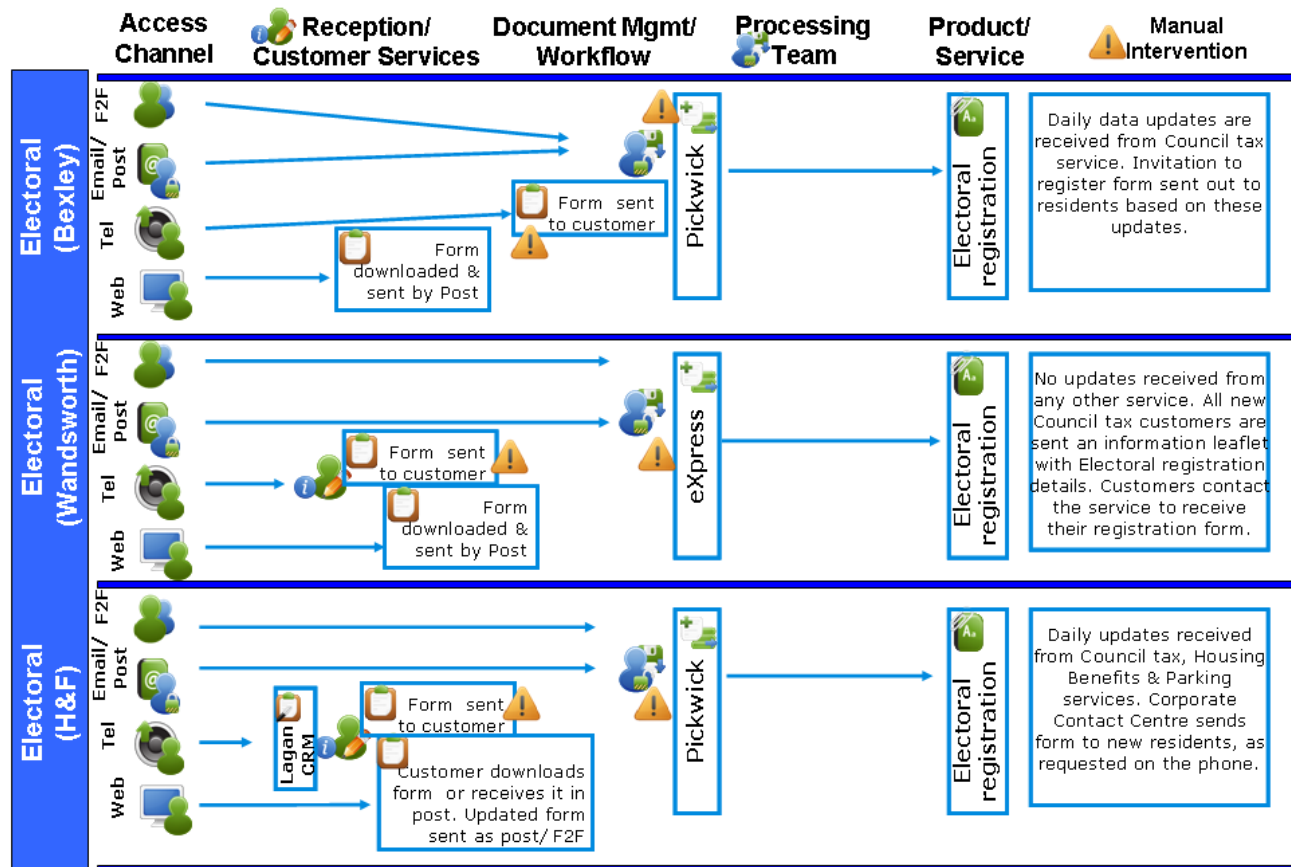 Access
Channel
Reception/
Customer Services
Document Mgmt/
Workflow
Processing
Team
Product/
Service
Manual
Intervention
Electoral
(Bexley)
F2F
Email/
Post
Tel
Web
Form sent
to customer
Form
downloaded &
sent by Post
Pickwick
Electoral
registration
Daily data updates are
received from Council tax
service. Invitation to
register form sent out to
residents based on these
updates.
Electoral
(Wandsworth)
F2F
Email/
Post
Tel
Web
Form sent
to customer
Form
downloaded &
sent by Post
eXpress
Electoral
registration
No updates received from
any other service. All new
Council tax customers are
sent an information leaflet
with Electoral registration
details. Customers contact
the service to receive
their registration form.
Electoral
(H&F)
F2F
Email/
Post
Tel
Web
Lagan
CRM
Form sent
to customer
Customer downloads
form or receives it in
post. Updated form
sent as post/ F2F
Pickwick
Electoral
registration
Daily updates received
from Council tax, Housing
Benefits & Parking
services. Corporate
Contact Centre sends
form to new residents, as
requested on the phone.